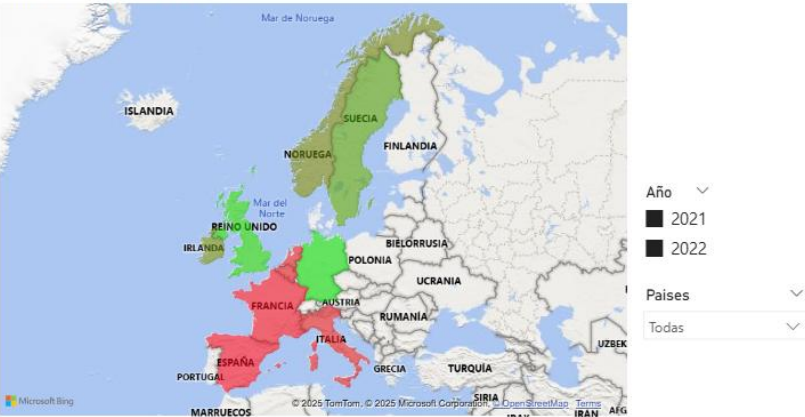 Mar de Noruega
ISLANDIA
SUECIA
NORUEGA
FINLANDIA
Mar del
Norte
REINO UNIDO
IRLANDA
BIELORRUSIA
POLONIA
UCRANIA
FRANCIA
AUSTRIA
RUMANÍA
ITALIA
ESPAÑA
PORTUGAL
GRECIA
TURQUÍA
UZBEK
SIRIA
MARRUECOS
IRAN
AFG
Microsoft Bing
© 2025 TomTom, © 2025 Microsoft Corporation, © OpenStreetMap Terms
Año
2021
2022
Paises
Todas